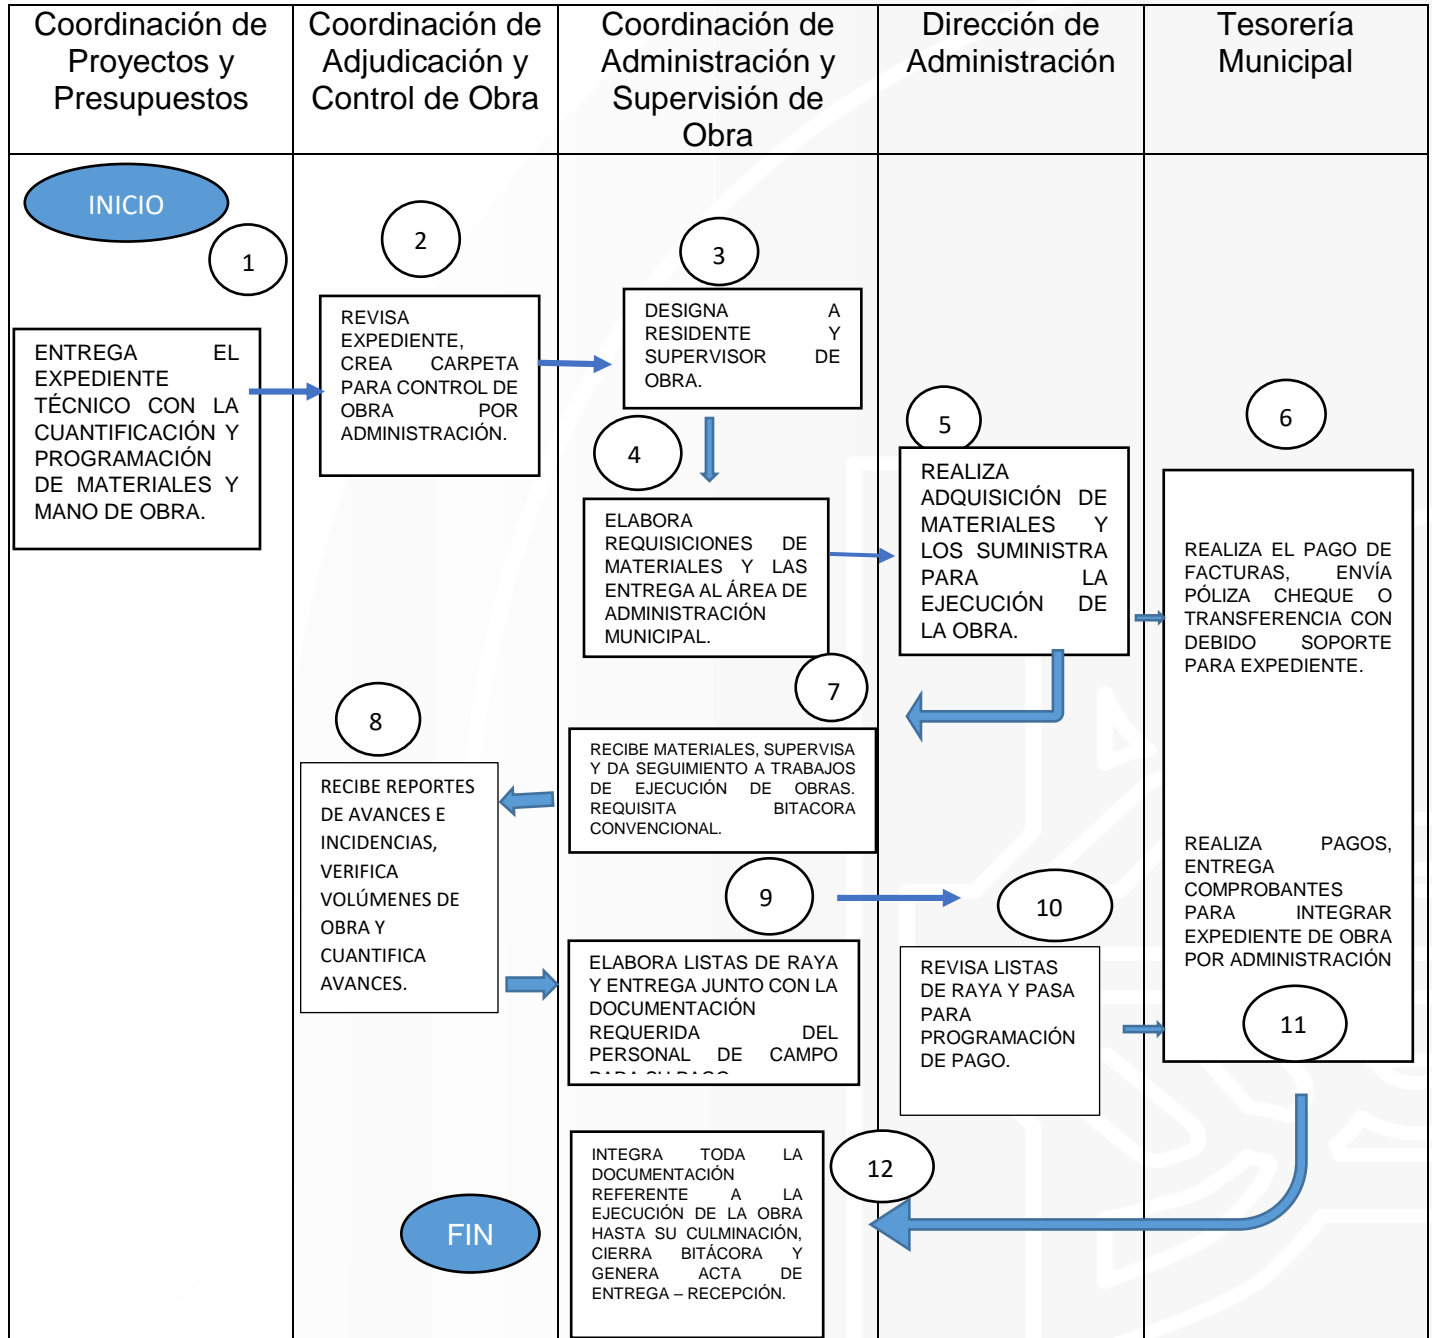 Coordinación de
Proyectos y
Presupuestos
Coordinación de
Adjudicación y
Control de Obra
Coordinación de
Administración y
Supervisión de
Obra
Dirección de
Administración
Tesorería
Municipal
INICIO
1
ENTREGA EL
EXPEDIENTE
TÉCNICO CON LA
CUANTIFICACIÓN Y
PROGRAMACIÓN
DE MATERIALES Y
MANO DE OBRA.
2
REVISA
EXPEDIENTE,
CREA CARPETA
PARA CONTROL DE
OBRA POR
ADMINISTRACIÓN.
3
DESIGNA A
RESIDENTE Y
SUPERVISOR DE
OBRA.
4
ELABORA
REQUISICIONES DE
MATERIALES Y LAS
ENTREGA AL ÁREA DE
ADMINISTRACIÓN
MUNICIPAL.
5
REALIZA
ADQUISICIÓN DE
MATERIALES Y
LOS SUMINISTRA
PARA LA
EJECUCIÓN DE
LA OBRA.
6
REALIZA EL PAGO DE
FACTURAS, ENVÍA
PÓLIZA CHEQUE O
TRANSFERENCIA CON
DEBIDO SOPORTE
PARA EXPEDIENTE.
7
RECIBE MATERIALES, SUPERVISA
Y DA SEGUIMIENTO A TRABAJOS
DE EJECUCIÓN DE OBRAS.
REQUISITA BITACORA
CONVENCIONAL.
8
RECIBE REPORTES
DE AVANCES E
INCIDENCIAS,
VERIFICA
VOLÚMENES DE
OBRA Y
CUANTIFICA
AVANCES.
9
ELABORA LISTAS DE RAYA
Y ENTREGA JUNTO CON LA
DOCUMENTACIÓN
REQUERIDA DEL
PERSONAL DE CAMPO
PARA SU PAGO
10
REVISA LISTAS
DE RAYA Y PASA
PARA
PROGRAMACIÓN
DE PAGO.
REALIZA PAGOS,
ENTREGA
COMPROBANTES
PARA INTEGRAR
EXPEDIENTE DE OBRA
POR ADMINISTRACIÓN
11
12
INTEGRA TODA LA
DOCUMENTACIÓN
REFERENTE A LA
EJECUCIÓN DE LA OBRA
HASTA SU CULMINACIÓN,
CIERRA BITÁCORA Y
GENERA ACTA DE
ENTREGA – RECEPCIÓN.
FIN